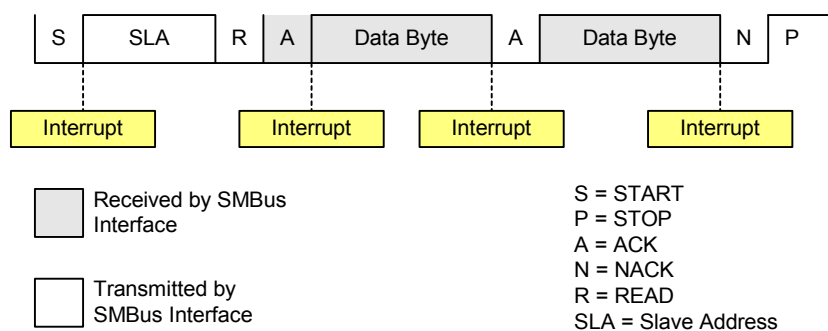 S SLA R A Data Byte A Data Byte N P
Interrupt Interrupt Interrupt Interrupt
Received by SMBus
Interface
Transmitted by
SMBus Interface
S = START
P = STOP
A = ACK
N = NACK
R = READ
SLA = Slave Address